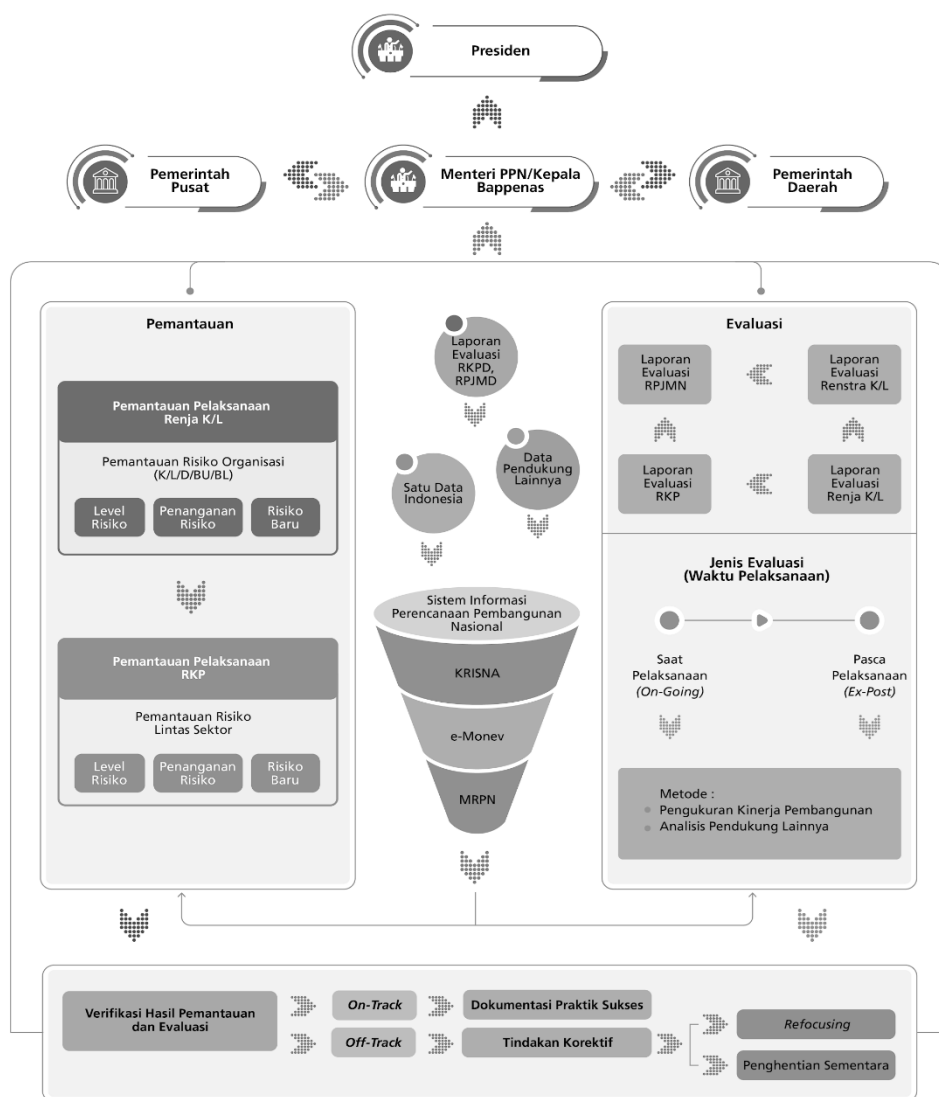 Presiden
Pemerintah
Pusat
Menteri PPN/Kepala
Bappenas
Pemerintah
Daerah
Pemantauan
Pemantauan Pelaksanaan
Renja K/L
Pemantauan Risiko Organisasi
(K/L/D/BU/BL)
Level
Risiko
Penanganan
Risiko
Risiko
Baru
Pemantauan Pelaksanaan
RKP
Pemantauan Risiko
Lintas Sektor
Level
Risiko
Penanganan
Risiko
Risiko
Baru
Laporan
Evaluasi
RKPD,
RPJMD
Satu Data
Indonesia
Data
Pendukung
Lainnya
Sistem Informasi
Perencanaan Pembangunan
Nasional
KRISNA
e-Monev
MRPN
Evaluasi
Laporan
Evaluasi
RPJMN
Laporan
Evaluasi
Renstra K/L
Laporan
Evaluasi
RKP
Laporan
Evaluasi
Renja K/L
Jenis Evaluasi
(Waktu Pelaksanaan)
Saat
Pelaksanaan
(On-Going)
Pasca
Pelaksanaan
(Ex-Post)
Metode :
Pengukuran Kinerja Pembangunan
Analisis Pendukung Lainnya
Verifikasi Hasil Pemantauan
dan Evaluasi
On-Track
Dokumentasi Praktik Sukses
Off-Track
Tindakan Korektif
Refocusing
Penghentian Sementara